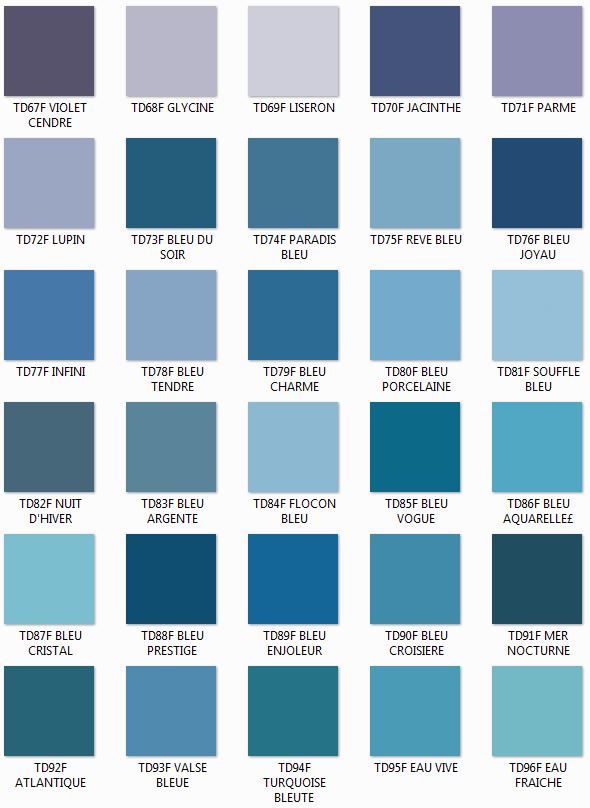 TD67F VIOLET
CENDRE
TD68F GLYCINE
TD69F LISERON
TD70F JACINTHE
TD71F PARME
TD72F LUPIN
TD73F BLEU DU
SOIR
TD74F PARADIS
BLEU
TD75F REVE BLEU
TD76F BLEU
JOYAU
TD77F INFINI
TD78F BLEU
TENDRE
TD79F BLEU
CHARME
TD80F BLEU
PORCELAINE
TD81F SOUFFLE
BLEU
TD82F NUIT
D'HIVER
TD83F BLEU
ARGENTE
TD84F FLOCON
BLEU
TD85F BLEU
VOGUE
TD86F BLEU
AQUARELLE£
TD87F BLEU
CRISTAL
TD88F BLEU
PRESTIGE
TD89F BLEU
ENJOLEUR
TD90F BLEU
CROISIERE
TD91F MER
NOCTURNE
TD92F
ATLANTIQUE
TD93F VALSE
BLEUE
TD94F
TURQUOISE
BLEUTE
TD95F EAU VIVE
TD96F EAU
FRAICHE